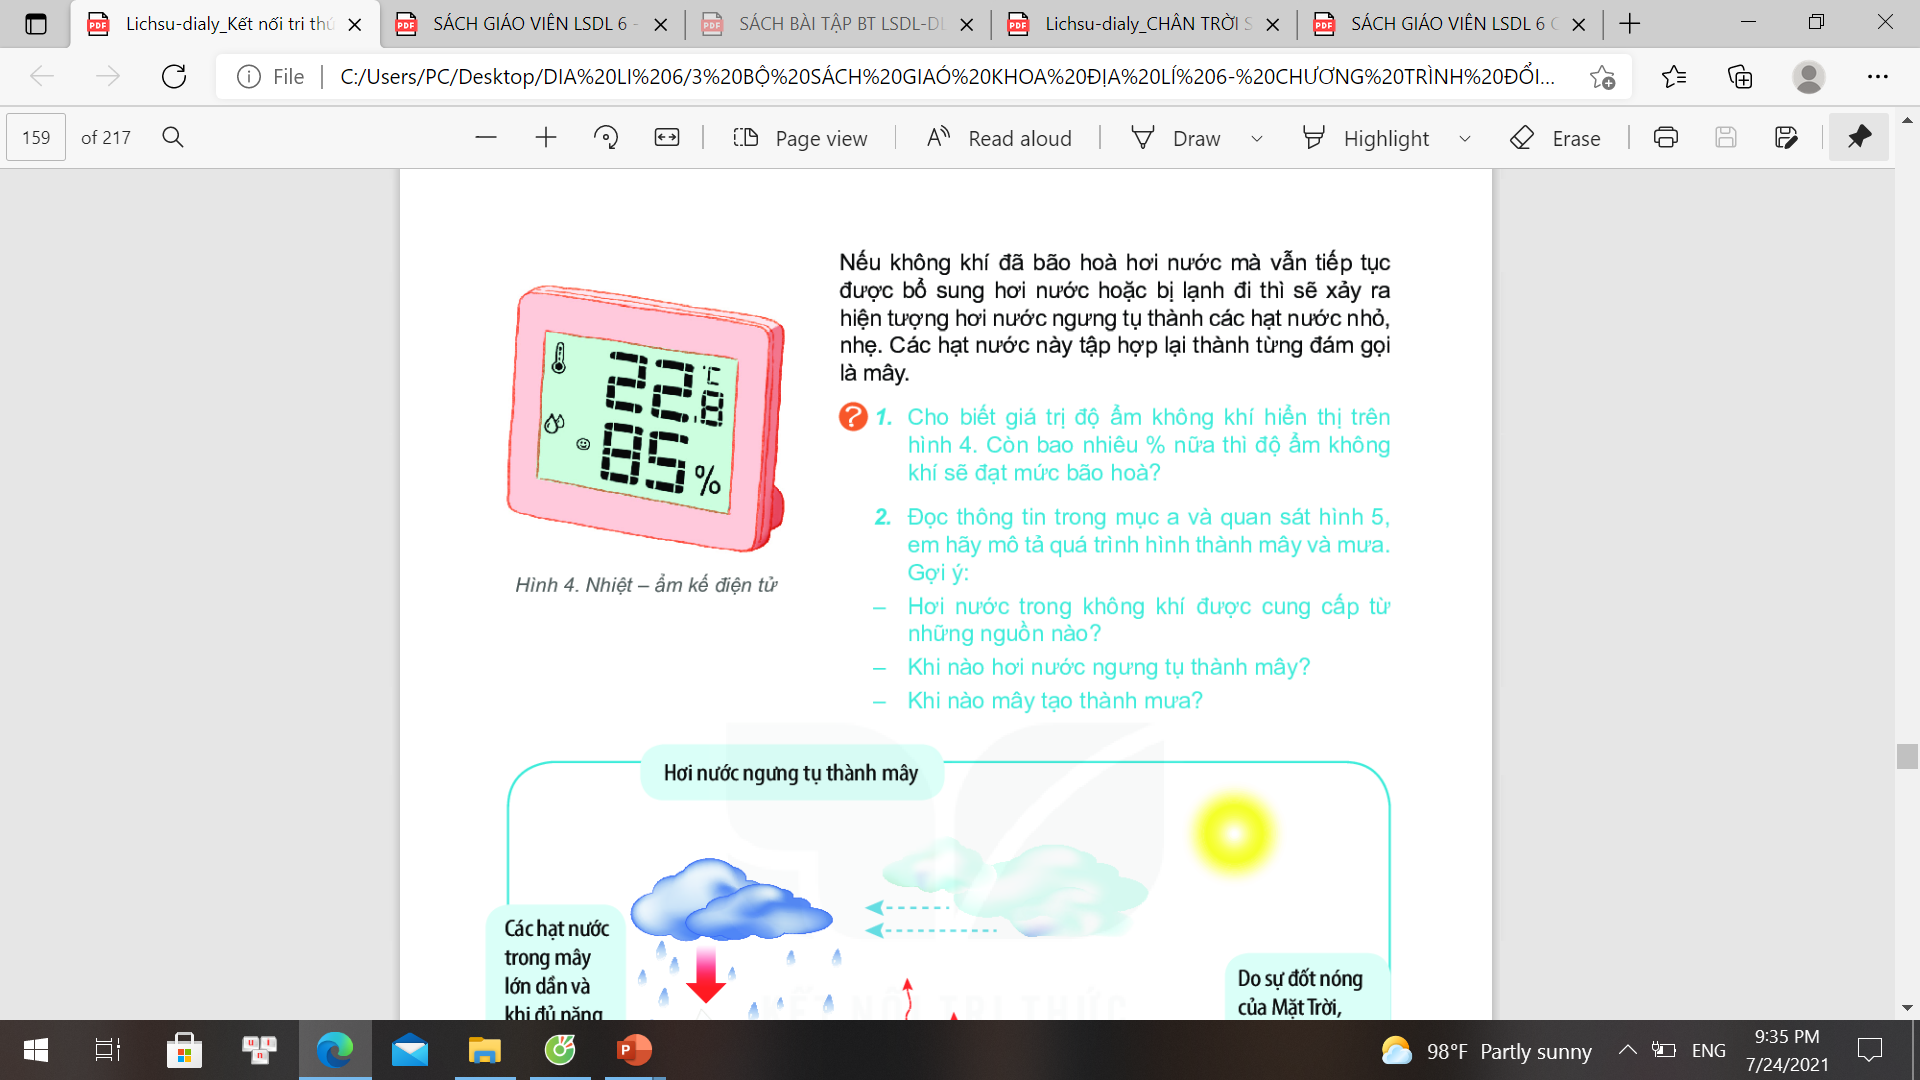 Lichsu-dialy_Kết nối tri thứ
SÁCH GIÁO VIÊN LSDL 6 -
SÁCH BÀI TẬP BT LSDL-DL
Lichsu-dialy_CHÂN TRỜI S
SÁCH GIÁO VIÊN LSDL 6 C
File
C:/Users/PC/Desktop/DIA%20LI%206/3%20BỘ%20SÁCH%20GIAÓ%20KHOA%20ĐỊA%20LÍ%206-%20CHƯƠNG%20TRÌNH%20ĐỔI...
159 of 217
Page view
Read aloud
Draw
Highlight
Erase
Nếu không khí đã bão hoà hơi nước mà vẫn tiếp tục
được bổ sung hơi nước hoặc bị lạnh đi thì sẽ xảy ra
hiện tượng hơi nước ngưng tụ thành các hạt nước nhỏ,
nhẹ. Các hạt nước này tập hợp lại thành từng đám gọi
là mây.
22.8 °C
85 %
Hình 4. Nhiệt – ẩm kế điện tử
? 1. Cho biết giá trị độ ẩm không khí hiển thị trên
hình 4. Còn bao nhiêu % nữa thì độ ẩm không
khí sẽ đạt mức bão hoà?
2. Đọc thông tin trong mục a và quan sát hình 5,
em hãy mô tả quá trình hình thành mây và mưa.
Gợi ý:
– Hơi nước trong không khí được cung cấp từ
những nguồn nào?
– Khi nào hơi nước ngưng tụ thành mây?
– Khi nào mây tạo thành mưa?
Hơi nước ngưng tụ thành mây
Các hạt nước
trong mây
lớn dần và
khi đủ nặng
Do sự đốt nóng
của Mặt Trời,
KẾT NỐI TRI THỨC
98°F Partly sunny
ENG
9:35 PM
7/24/2021